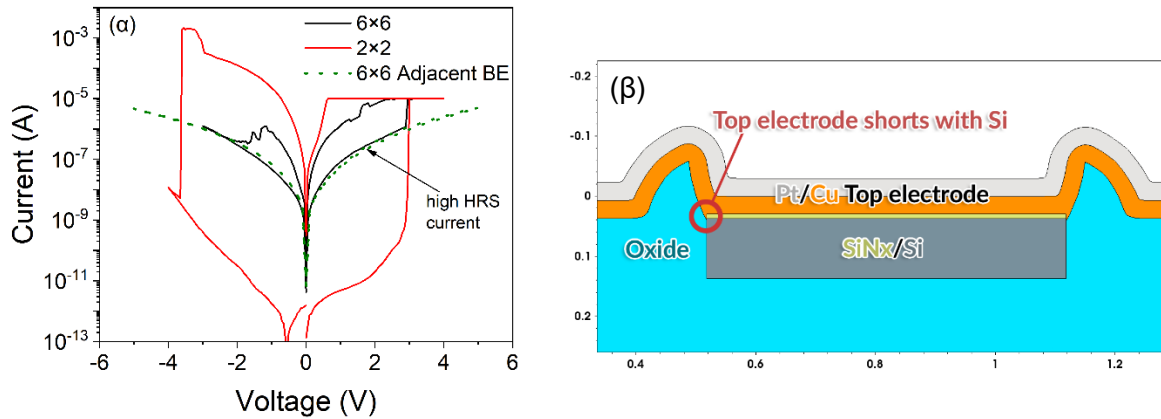 (α)
6×6
2×2
6×6 Adjacent BE
high HRS
current
Current (A)
10⁻³
10⁻⁵
10⁻⁷
10⁻⁹
10⁻¹¹
10⁻¹³
-6 -4 -2 0 2 4 6
Voltage (V)
(β)
Top electrode shorts with Si
Pt/Cu Top electrode
Oxide
SiNx/Si
-0.2
-0.1
0
0.1
0.2
0.4 0.6 0.8 1 1.2